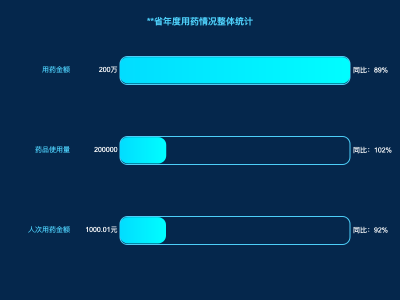 **省年度用药情况整体统计
用药金额 200万 同比：89%
药品使用量 200000 同比：102%
人次用药金额 1000.01元 同比：92%